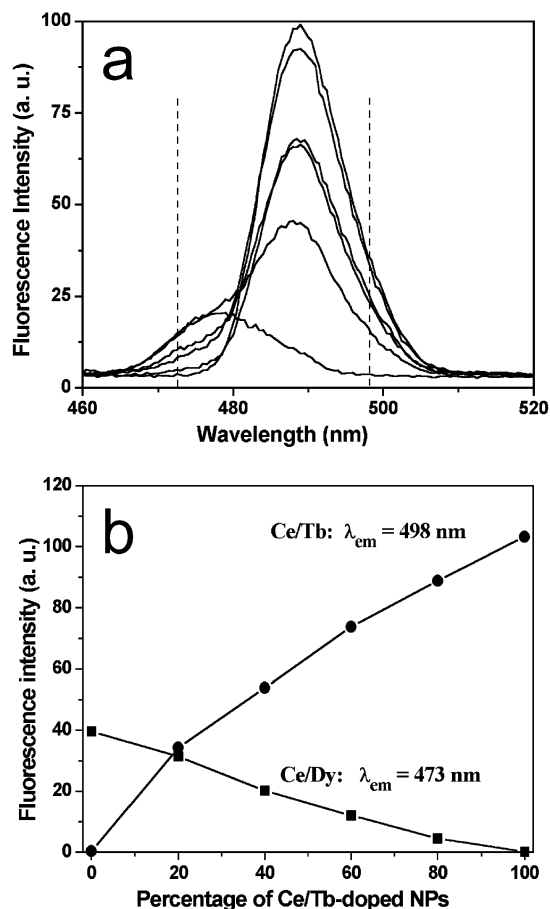 a
Fluorescence Intensity (a. u.)
100
75
50
25
0
460 480 500 520
Wavelength (nm)
b
Fluorescence intensity (a. u.)
120
100
80
60
40
20
0
Ce/Tb: λem = 498 nm
Ce/Dy: λem = 473 nm
0 20 40 60 80 100
Percentage of Ce/Tb-doped NPs